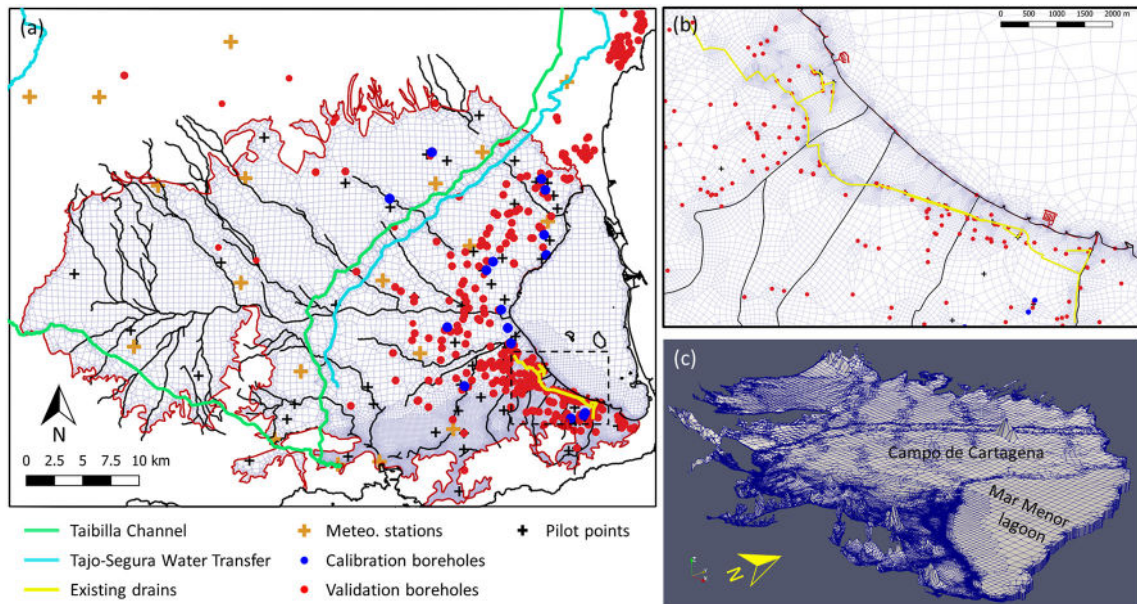 (a)
N
0 2.5 5 7.5 10 km
(b)
0 500 1000 1500 2000 m
(c)
Campo de Cartagena
Mar Menor
lagoon
N
Taibilla Channel
Meteo. stations
Pilot points
Tajo-Segura Water Transfer
Calibration boreholes
Existing drains
Validation boreholes